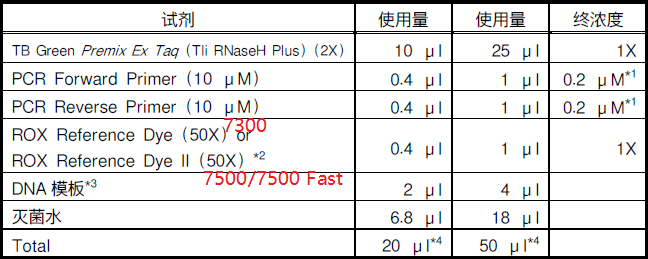 试剂 使用量 使用量 终浓度
TB Green Premix Ex Taq (Tli RNaseH Plus) (2X) 10 μl 25 μl 1X
PCR Forward Primer (10 μM) 0.4 μl 1 μl 0.2 μM*1
PCR Reverse Primer (10 μM) 0.4 μl 1 μl 0.2 μM*1
7300
ROX Reference Dye (50X) or
ROX Reference Dye II (50X) *2 0.4 μl 1 μl 1X
7500/7500 Fast
DNA 模板*3 2 μl 4 μl
灭菌水 6.8 μl 18 μl
Total 20 μl*4 50 μl*4